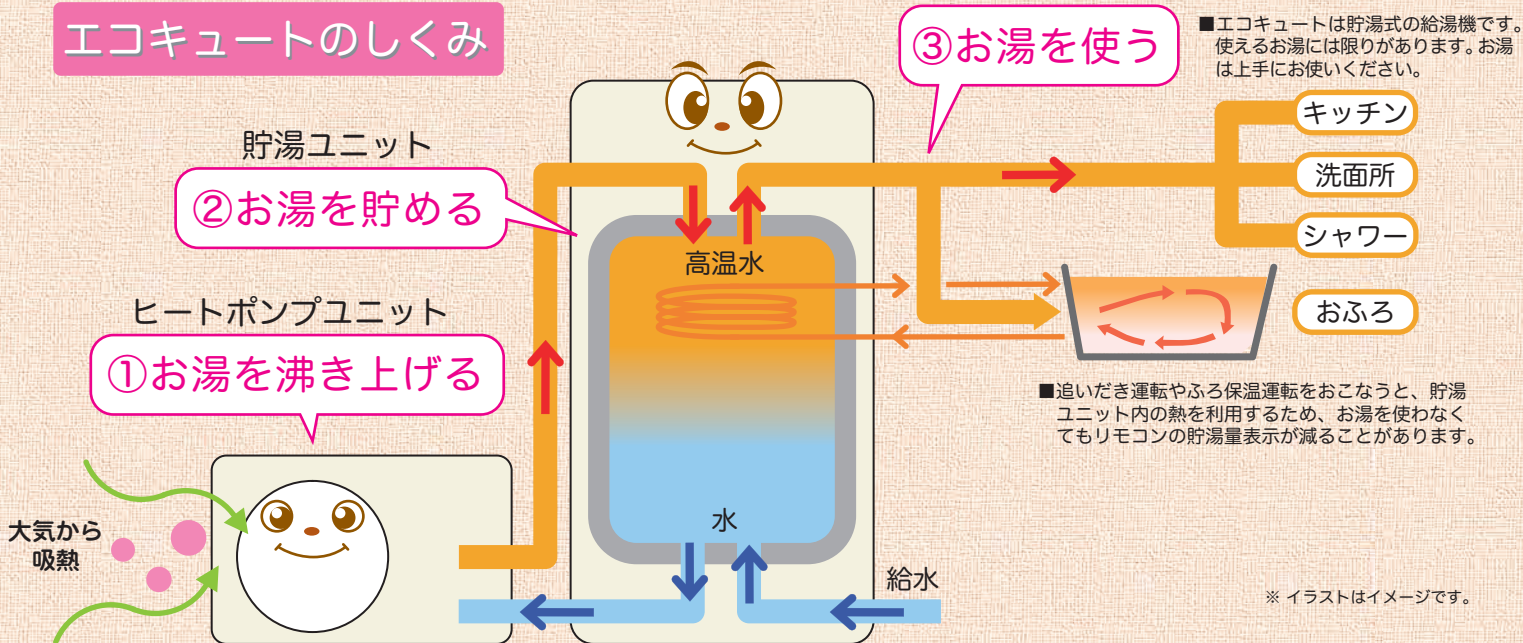 エコキュートのしくみ
③お湯を使う
■エコキュートは貯湯式の給湯機です。
使えるお湯には限りがあります。お湯
は上手にお使いください。
キッチン
洗面所
シャワー
おふろ
貯湯ユニット
②お湯を貯める
高温水
ヒートポンプユニット
①お湯を沸き上げる
■追いだき運転やふろ保温運転をおこなうと、貯湯
ユニット内の熱を利用するため、お湯を使わなく
てもリモコンの貯湯量表示が減ることがあります。
大気から
吸熱
水
給水
※ イラストはイメージです。